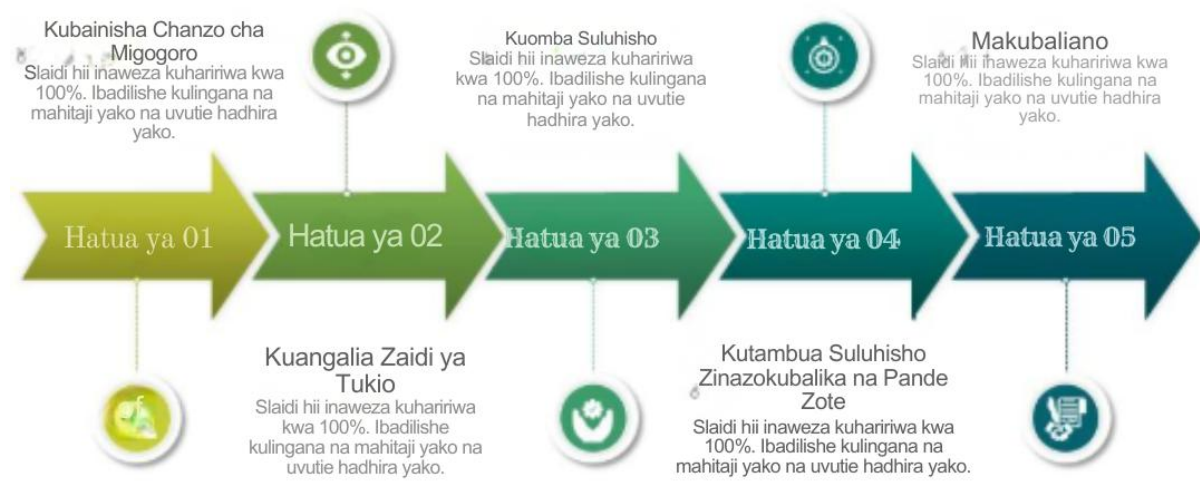 Kubainisha Chanzo cha
Migogoro
Slaidi hii inaweza kuhaririwa kwa
100%. Ibadilishe kulingana na
mahitaji yako na uvutie hadhira
yako.
Kuomba Suluhisho
Slaidi hii inaweza kuhaririwa
kwa 100%. Ibadilishe kulingana
na mahitaji yako na uvutie
hadhira yako.
Makubaliano
Slaidi hii inaweza kuhaririwa kwa
100%. Ibadilishe kulingana na
mahitaji yako na uvutie hadhira
yako.
Hatua ya 01
Hatua ya 02
Hatua ya 03
Hatua ya 04
Hatua ya 05
Kuangalia Zaidi ya
Tukio
Slaidi hii inaweza kuhaririwa
kwa 100%. Ibadilishe
kulingana na mahitaji yako na
uvutie hadhira yako.
Kutambua Suluhisho
Zinazokubalika na Pande
Zote
Slaidi hii inaweza kuhaririwa kwa
100%. Ibadilishe kulingana na
mahitaji yako na uvutie hadhira yako.